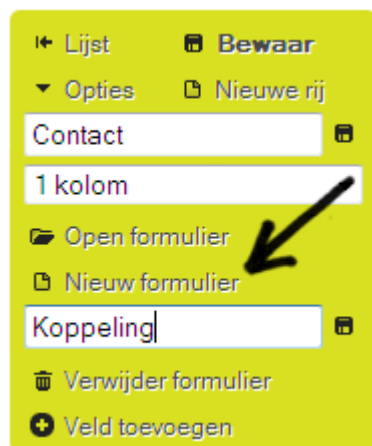 Lijst Bewaar
Opties Nieuwe rij
Contact
1 kolom
Open formulier
Nieuw formulier
Koppeling
Verwijder formulier
Veld toevoegen